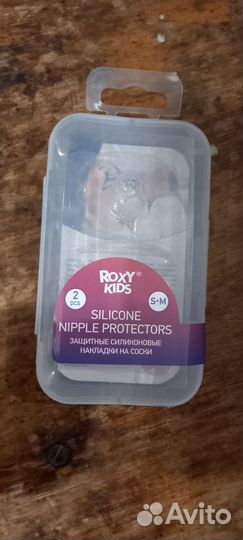 ROXY®
KIDS
2
pcs
S+M
SILICONE
NIPPLE PROTECTORS
ЗАЩИТНЫЕ СИЛИКОНОВЫЕ
НАКЛАДКИ НА СОСКИ
Avito